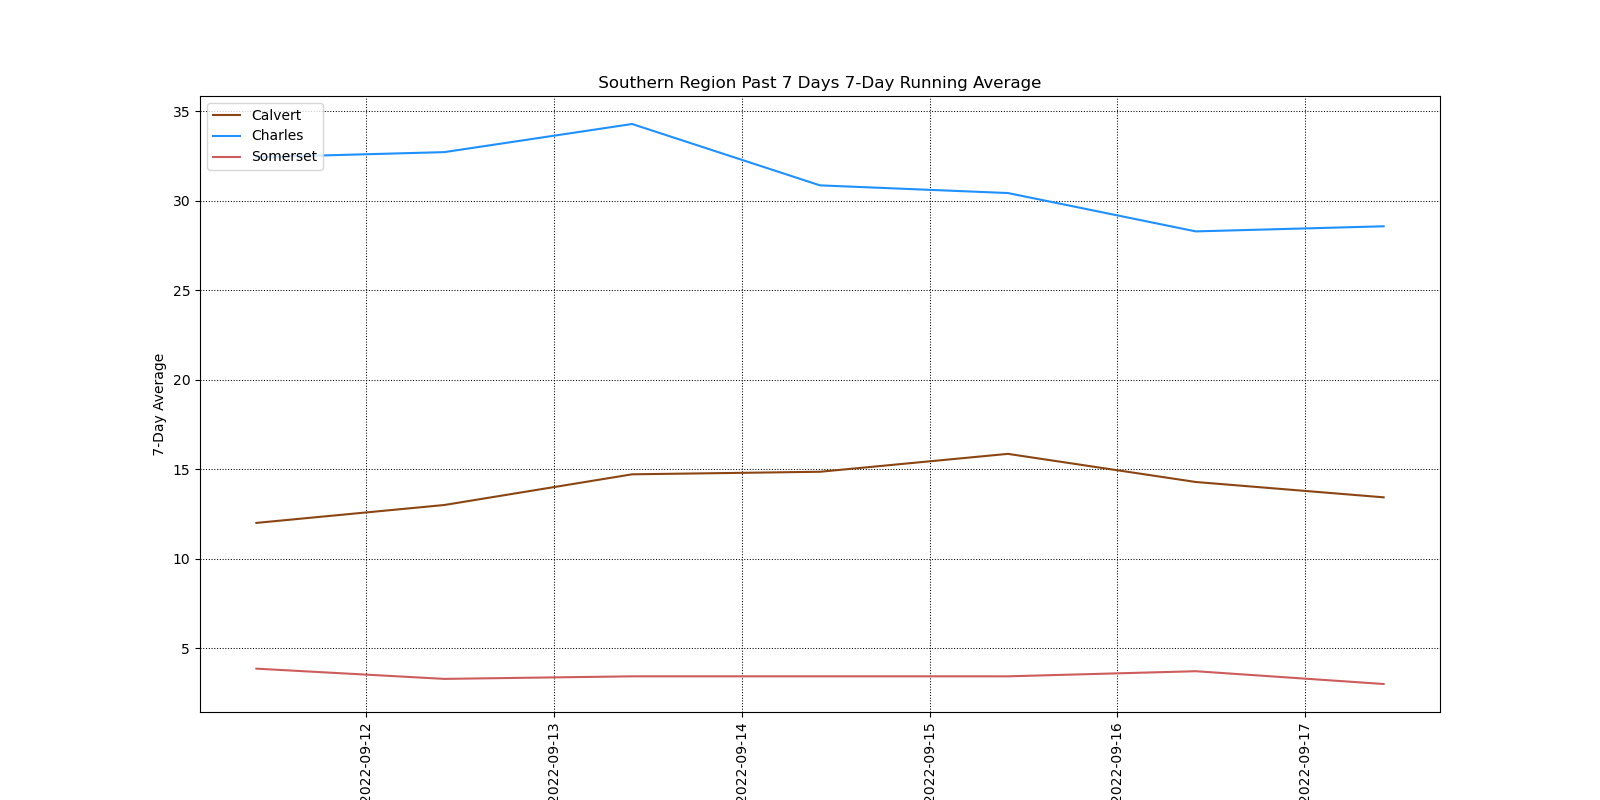 Southern Region Past 7 Days 7-Day Running Average
Calvert
Charles
Somerset
7-Day Average
35
30
25
20
15
10
5
2022-09-12
2022-09-13
2022-09-14
2022-09-15
2022-09-16
2022-09-17